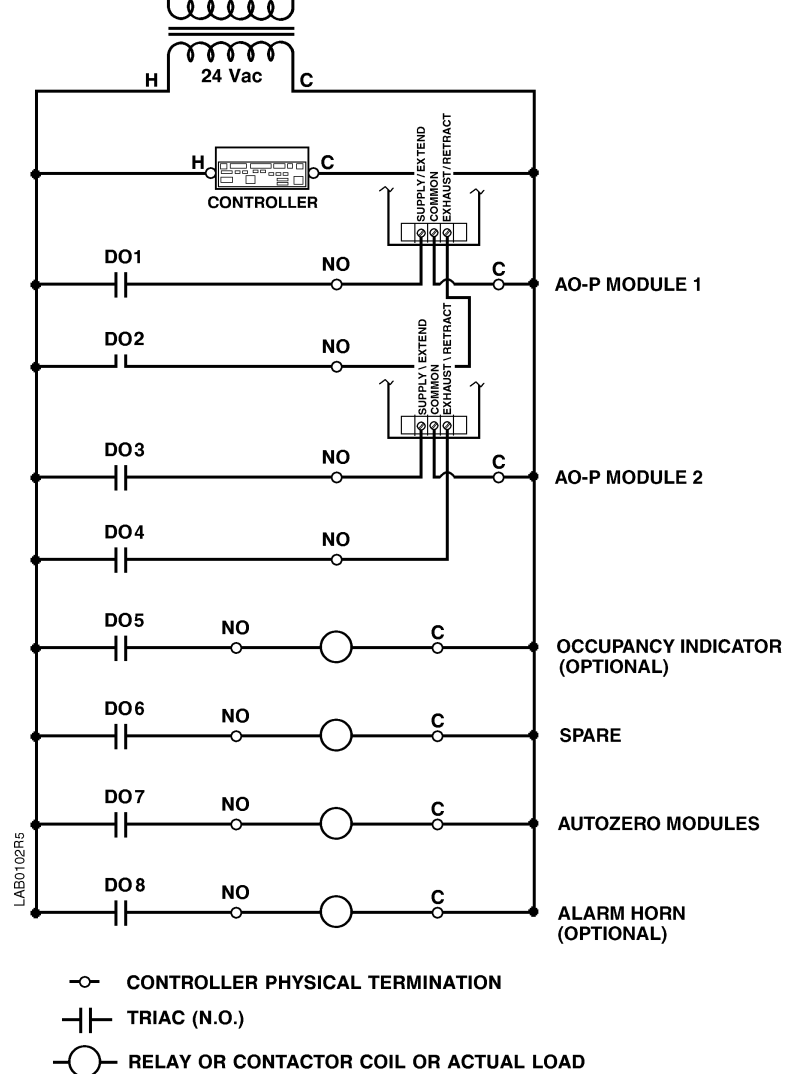 24 Vac
H
C
H
C
CONTROLLER
SUPPLY / EXTEND
COMMON
EXHAUST / RETRACT
DO1
NO
C
AO-P MODULE 1
DO2
NO
SUPPLY \ EXTEND
COMMON
EXHAUST \ RETRACT
DO3
NO
C
AO-P MODULE 2
DO4
NO
DO5
NO
C
OCCUPANCY INDICATOR
(OPTIONAL)
DO6
NO
C
SPARE
DO7
NO
C
AUTOZERO MODULES
DO8
NO
C
ALARM HORN
(OPTIONAL)
LAB0102R5
CONTROLLER PHYSICAL TERMINATION
TRIAC (N.O.)
RELAY OR CONTACTOR COIL OR ACTUAL LOAD